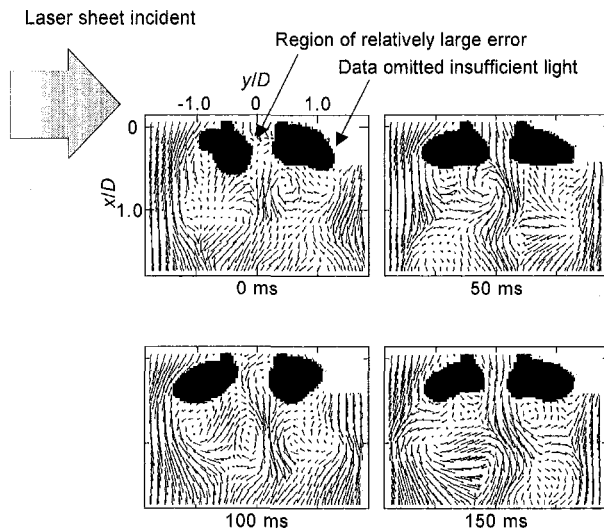 Laser sheet incident
Region of relatively large error
y/D
Data omitted insufficient light
-1.0 0 1.0
0
x/D
1.0
0 ms
50 ms
100 ms
150 ms